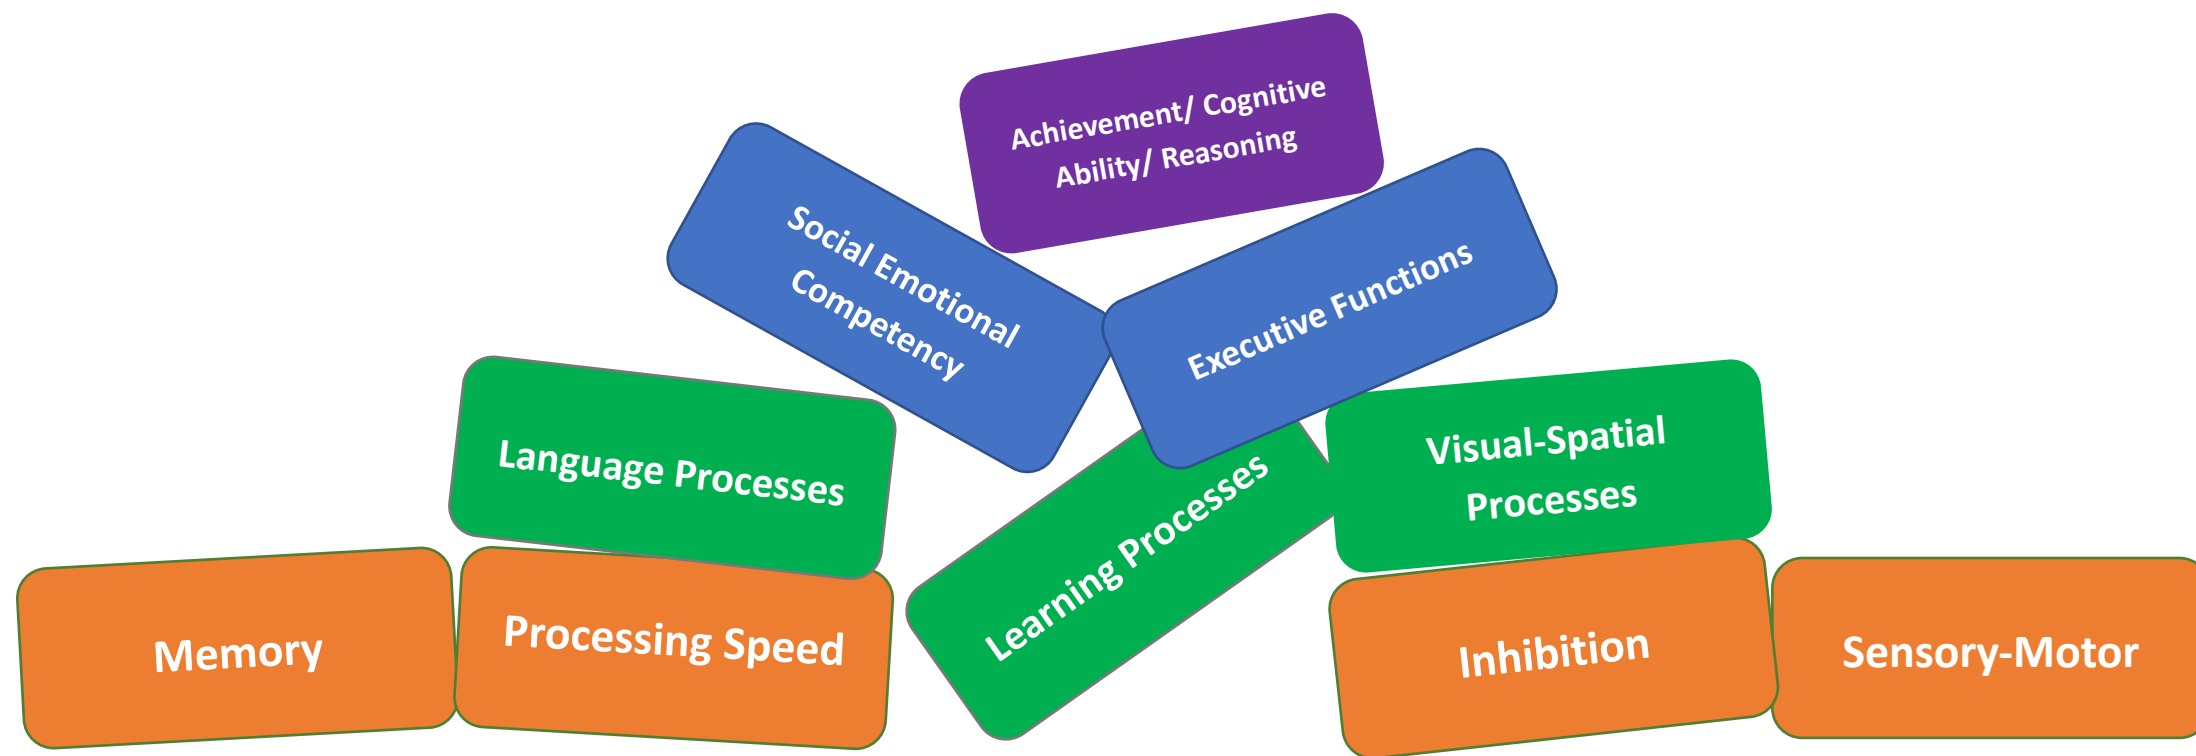 Achievement/ Cognitive
Ability/ Reasoning
Social Emotional
Competency
Executive Functions
Language Processes
Learning Processes
Visual-Spatial
Processes
Memory
Processing Speed
Inhibition
Sensory-Motor